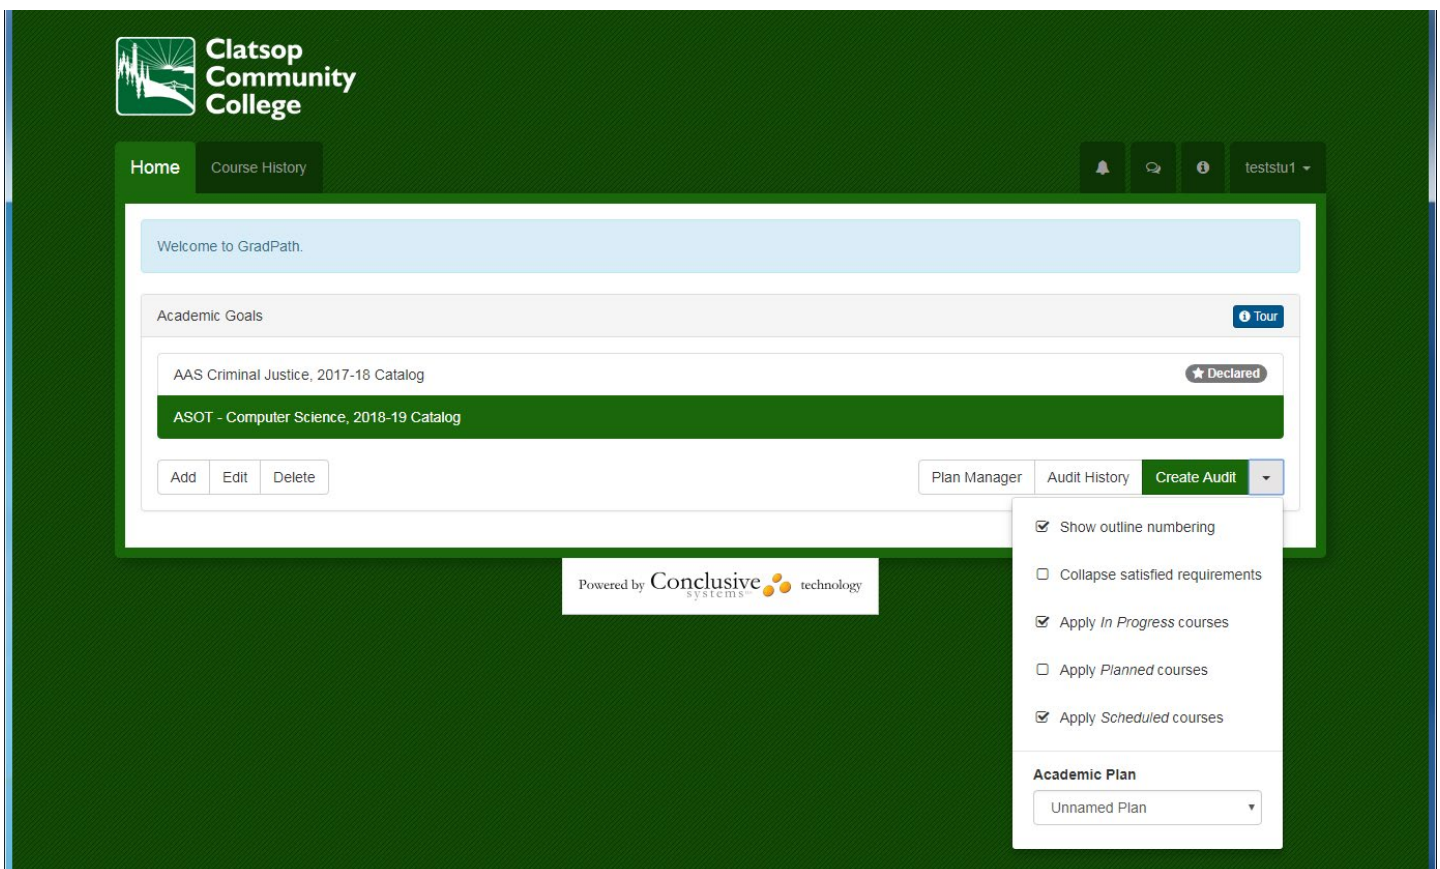 Clatsop
Community
College
Home Course History teststu1
Welcome to GradPath.
Academic Goals Tour
AAS Criminal Justice, 2017-18 Catalog Declared
ASOT - Computer Science, 2018-19 Catalog
Add Edit Delete Plan Manager Audit History Create Audit
Show outline numbering
Collapse satisfied requirements
Apply In Progress courses
Apply Planned courses
Apply Scheduled courses
Academic Plan
Unnamed Plan
Powered by Conclusive systems technology